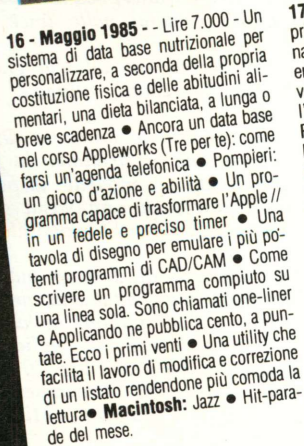 16 - Maggio 1985 - - Lire 7.000 - Un
sistema di data base nutrizionale per
personalizzare, a seconda della propria
costituzione fisica e delle abitudini ali-
mentari, una dieta bilanciata, a lungo o
breve scadenza ● Ancora un data base
nel corso Appleworks (Tre per te): come
farsi un'agenda telefonica ● Pompieri:
un gioco d'azione e abilità ● Un pro-
gramma capace di trasformare l'Apple //
in un fedele e preciso timer ● Una
tavola di disegno per emulare i più po-
tenti programmi di CAD/CAM ● Come
scrivere un programma compiuto su
una linea sola. Sono chiamati one-liner
e Applicando ne pubblica cento, a pun-
tate. Ecco i primi venti ● Una utility che
facilita il lavoro di modifica e correzione
di un listato rendendone più comoda la
lettura● Macintosh: Jazz ● Hit-para-
de del mese.
17